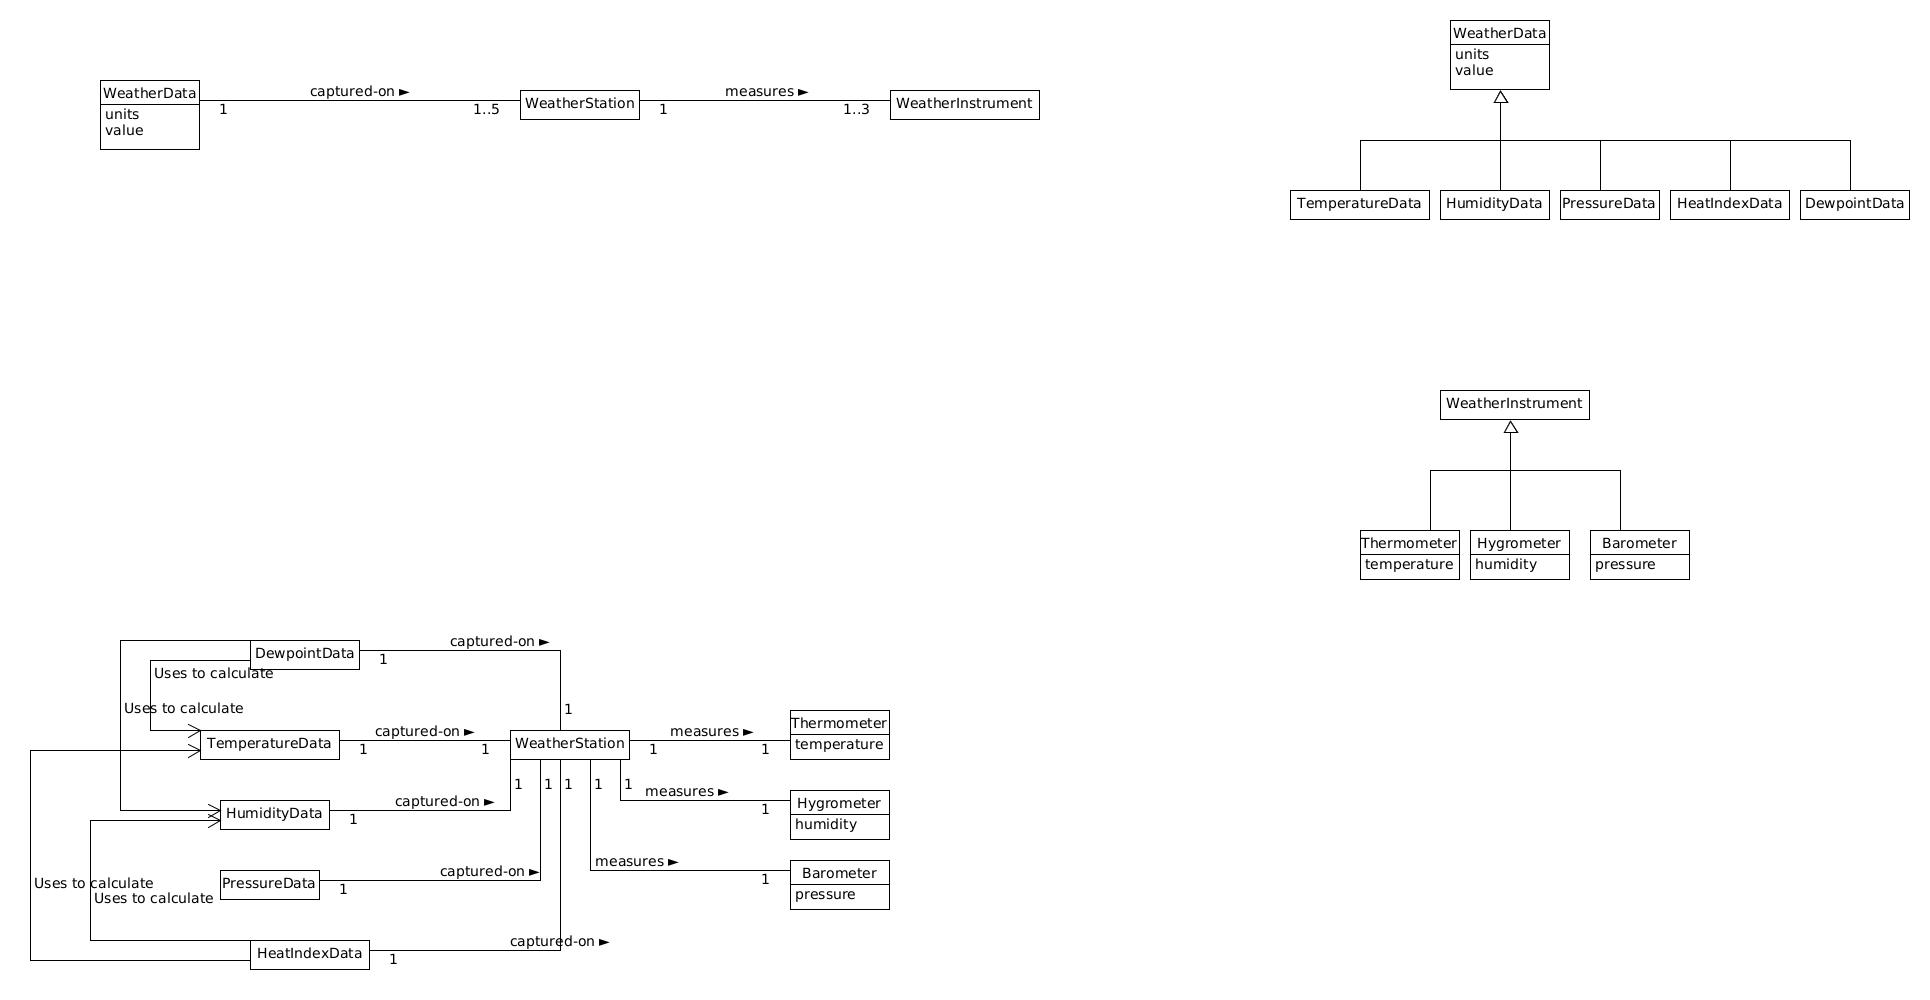 WeatherData
units
value
WeatherData
units
value
captured-on ►
1
1..5
WeatherStation
measures ►
1
1..3
WeatherInstrument
TemperatureData
HumidityData
PressureData
HeatIndexData
DewpointData
WeatherInstrument
Thermometer
temperature
Hygrometer
humidity
Barometer
pressure
DewpointData
captured-on ►
1
1
Uses to calculate
Uses to calculate
TemperatureData
captured-on ►
1
1
WeatherStation
measures ►
1
1
Thermometer
temperature
1
1
1
1
1
HumidityData
captured-on ►
1
measures ►
1
Hygrometer
humidity
PressureData
captured-on ►
1
measures ►
1
Barometer
pressure
Uses to calculate
Uses to calculate
HeatIndexData
captured-on ►
1